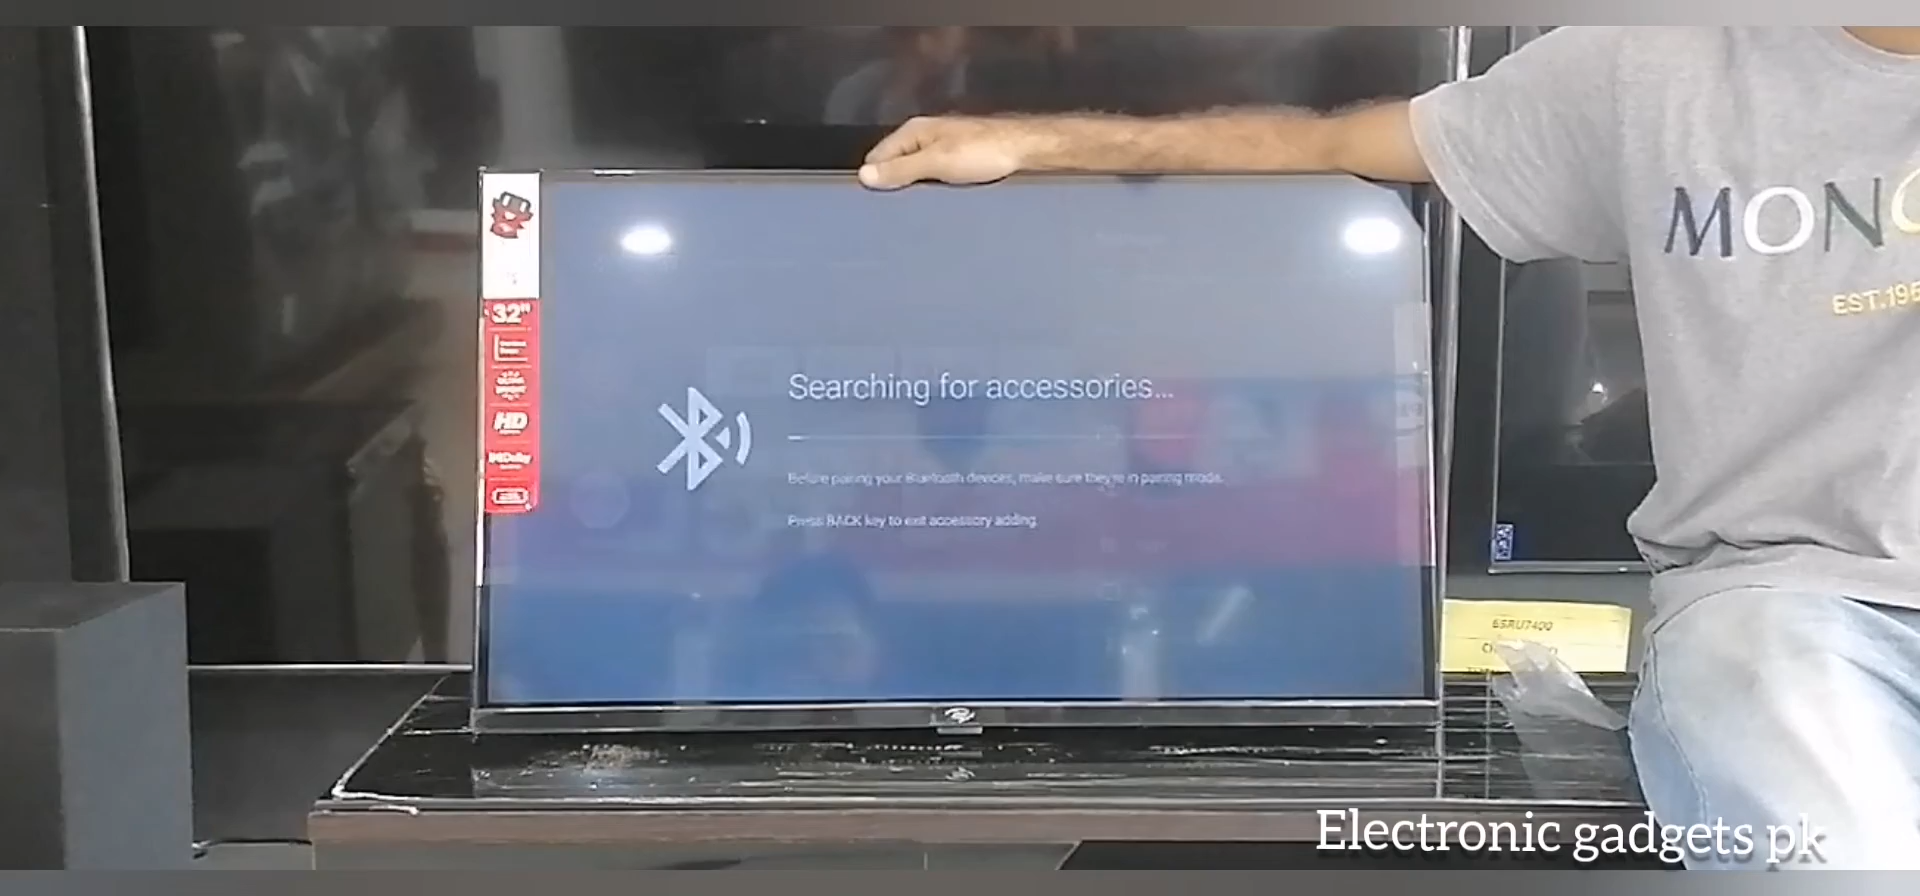 32"
HD
Searching for accessories...
Before pairing your Bluetooth devices, make sure they're in pairing mode.
Press BACK key to exit accessory adding
MON
EST.195
65RU7400
Electronic gadgets pk